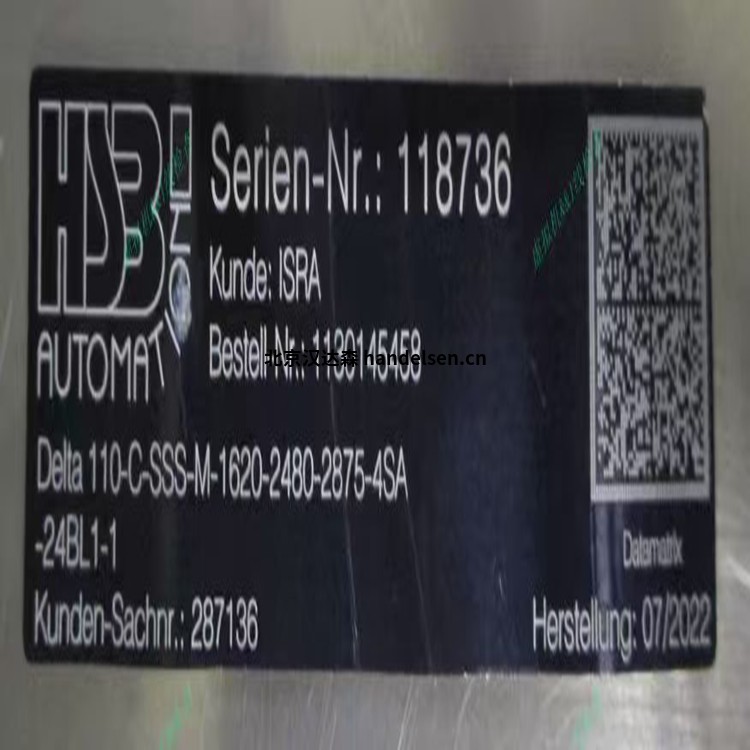 HSB
AUTOMATION
Serien-Nr.: 118736
Kunde: ISRA
Bestell.Nr.: 1130145458
北京汉达森 handelsen.cn
Delta 110-C-SSS-M-1620-2480-2875-4SA
-24BL1-1
Kunden-Sachnr.: 287136
Datamatrix
Herstellung: 07/2022